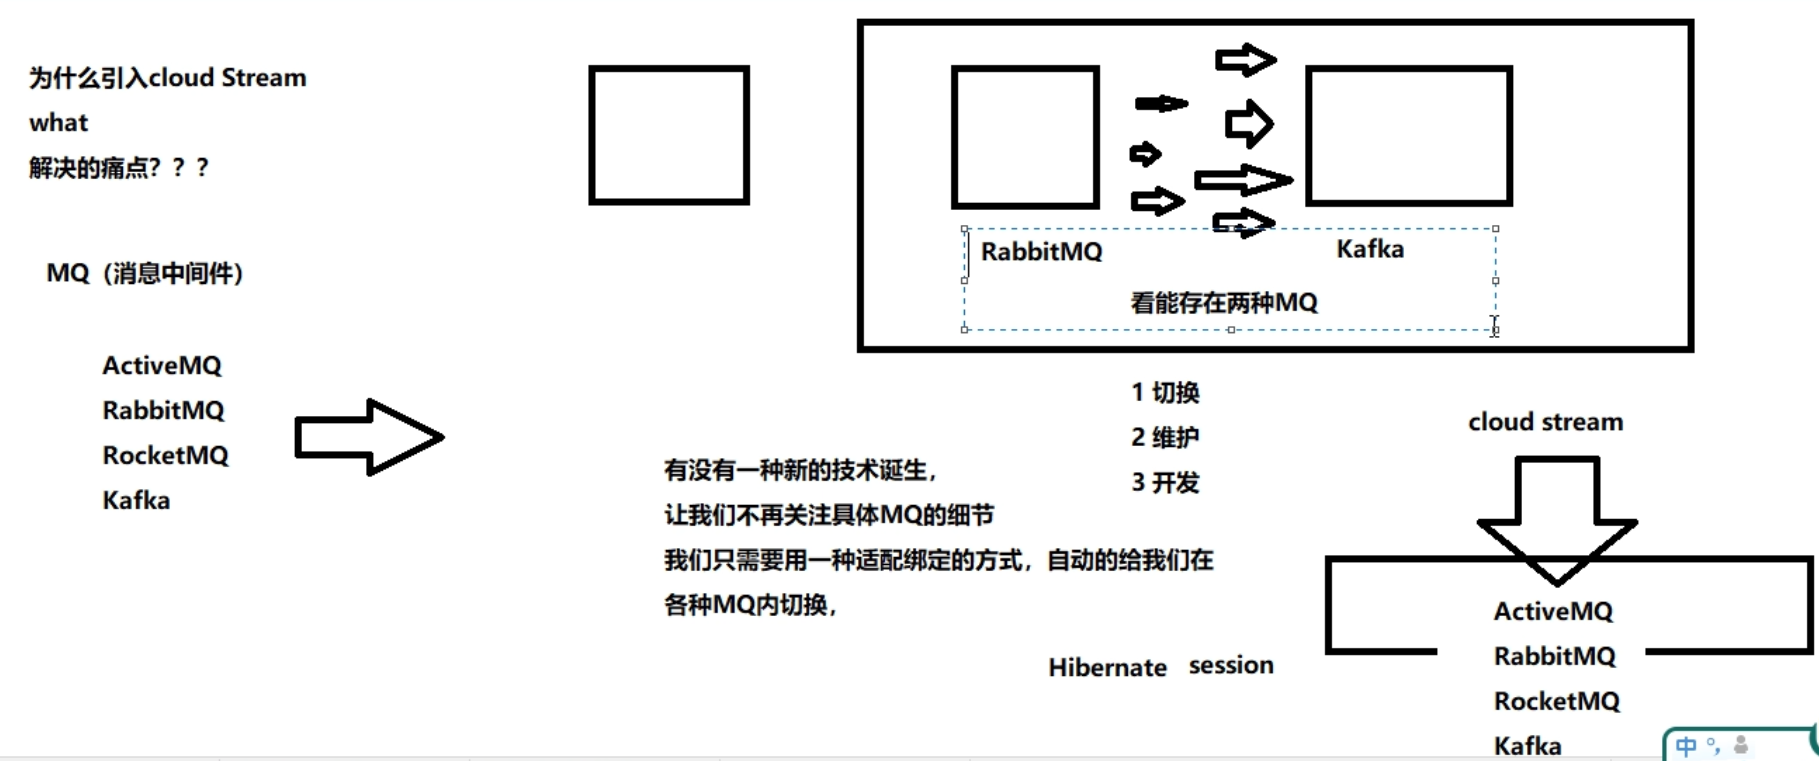 为什么引入cloud Stream
what
解决的痛点？？？
MQ（消息中间件）
ActiveMQ
RabbitMQ
RocketMQ
Kafka
RabbitMQ
Kafka
看能存在两种MQ
1 切换
2 维护
3 开发
有没有一种新的技术诞生，
让我们不再关注具体MQ的细节
我们只需要用一种适配绑定的方式，自动的给我们在
各种MQ内切换，
Hibernate session
cloud stream
ActiveMQ
RabbitMQ
RocketMQ
Kafka
中 °,